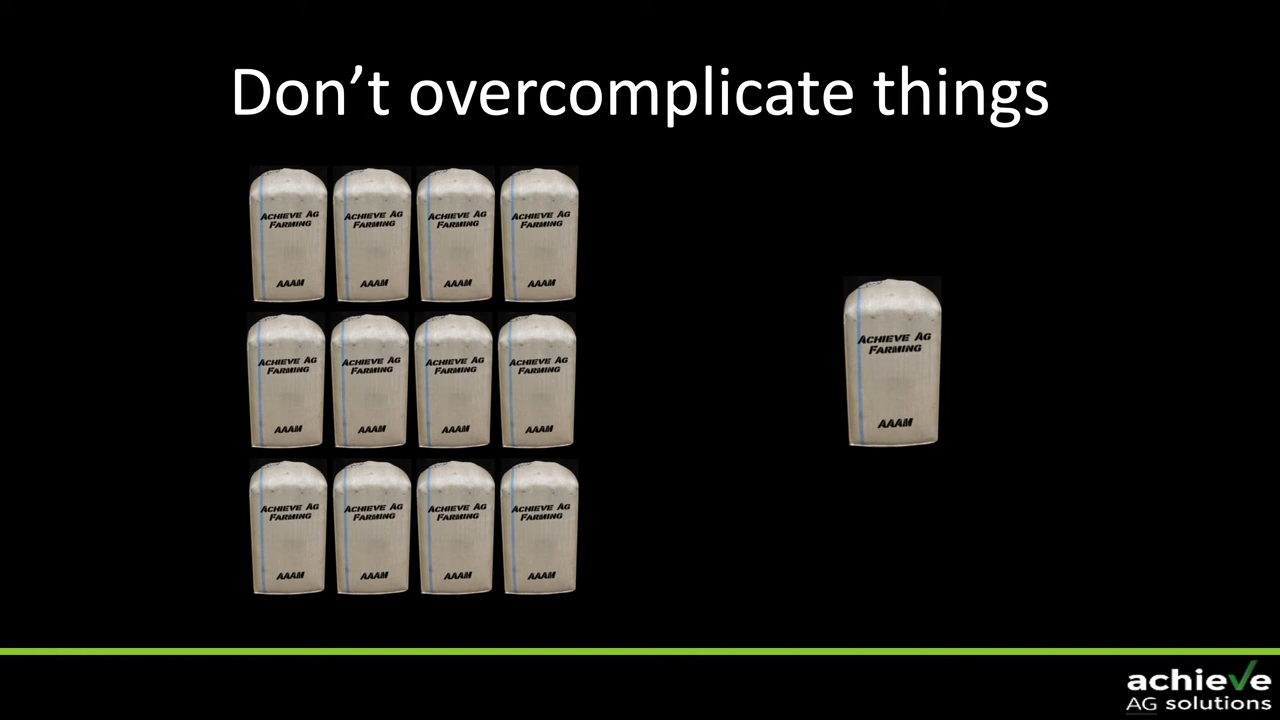 Don’t overcomplicate things
ACHIEVE AG ACHIEVE AG ACHIEVE AG ACHIEVE AG
FARMING FARMING FARMING FARMING
AAAM AAAM AAAM AAAM
ACHIEVE AG ACHIEVE AG ACHIEVE AG ACHIEVE AG
FARMING FARMING FARMING FARMING
AAAM AAAM AAAM AAAM
ACHIEVE AG ACHIEVE AG ACHIEVE AG ACHIEVE AG
FARMING FARMING FARMING FARMING
AAAM AAAM AAAM AAAM
ACHIEVE AG
FARMING
AAAM
achieve
AG solutions